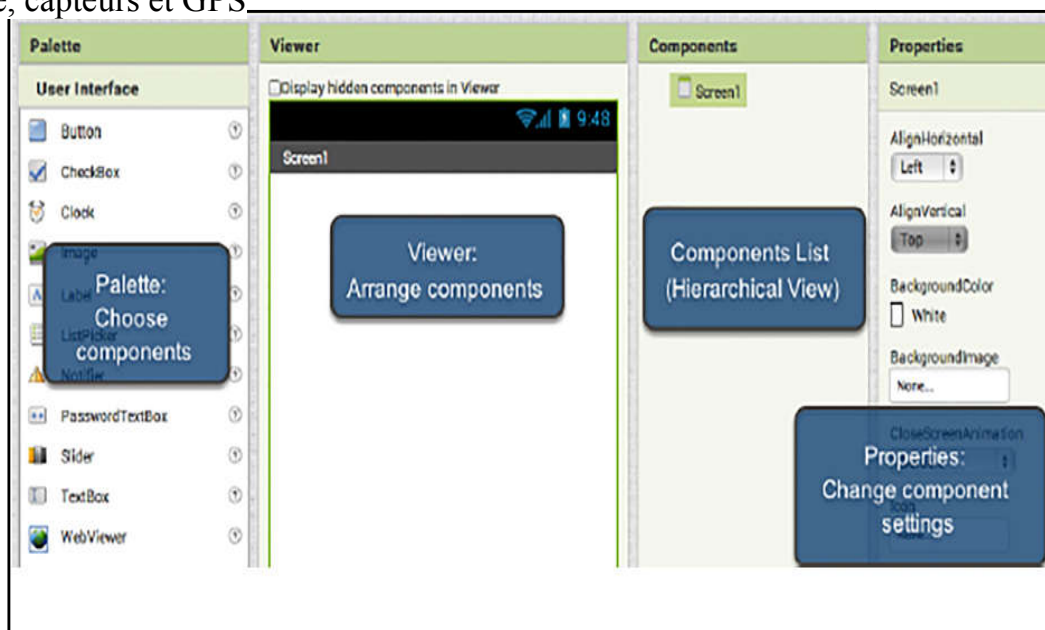 e, capteurs et GPS
Palette
User Interface
Button
CheckBox
Clock
Image
Label
ListPicker
Notifier
PasswordTextBox
Slider
TextBox
WebViewer
Palette:
Choose
components
Viewer
Display hidden components in Viewer
9:48
Screen1
Viewer:
Arrange components
Components
Screen1
Components List
(Hierarchical View)
Properties
Screen1
AlignHorizontal
Left
AlignVertical
Top
BackgroundColor
White
BackgroundImage
None...
CloseScreenAnimation
Icon
Properties:
Change component
settings